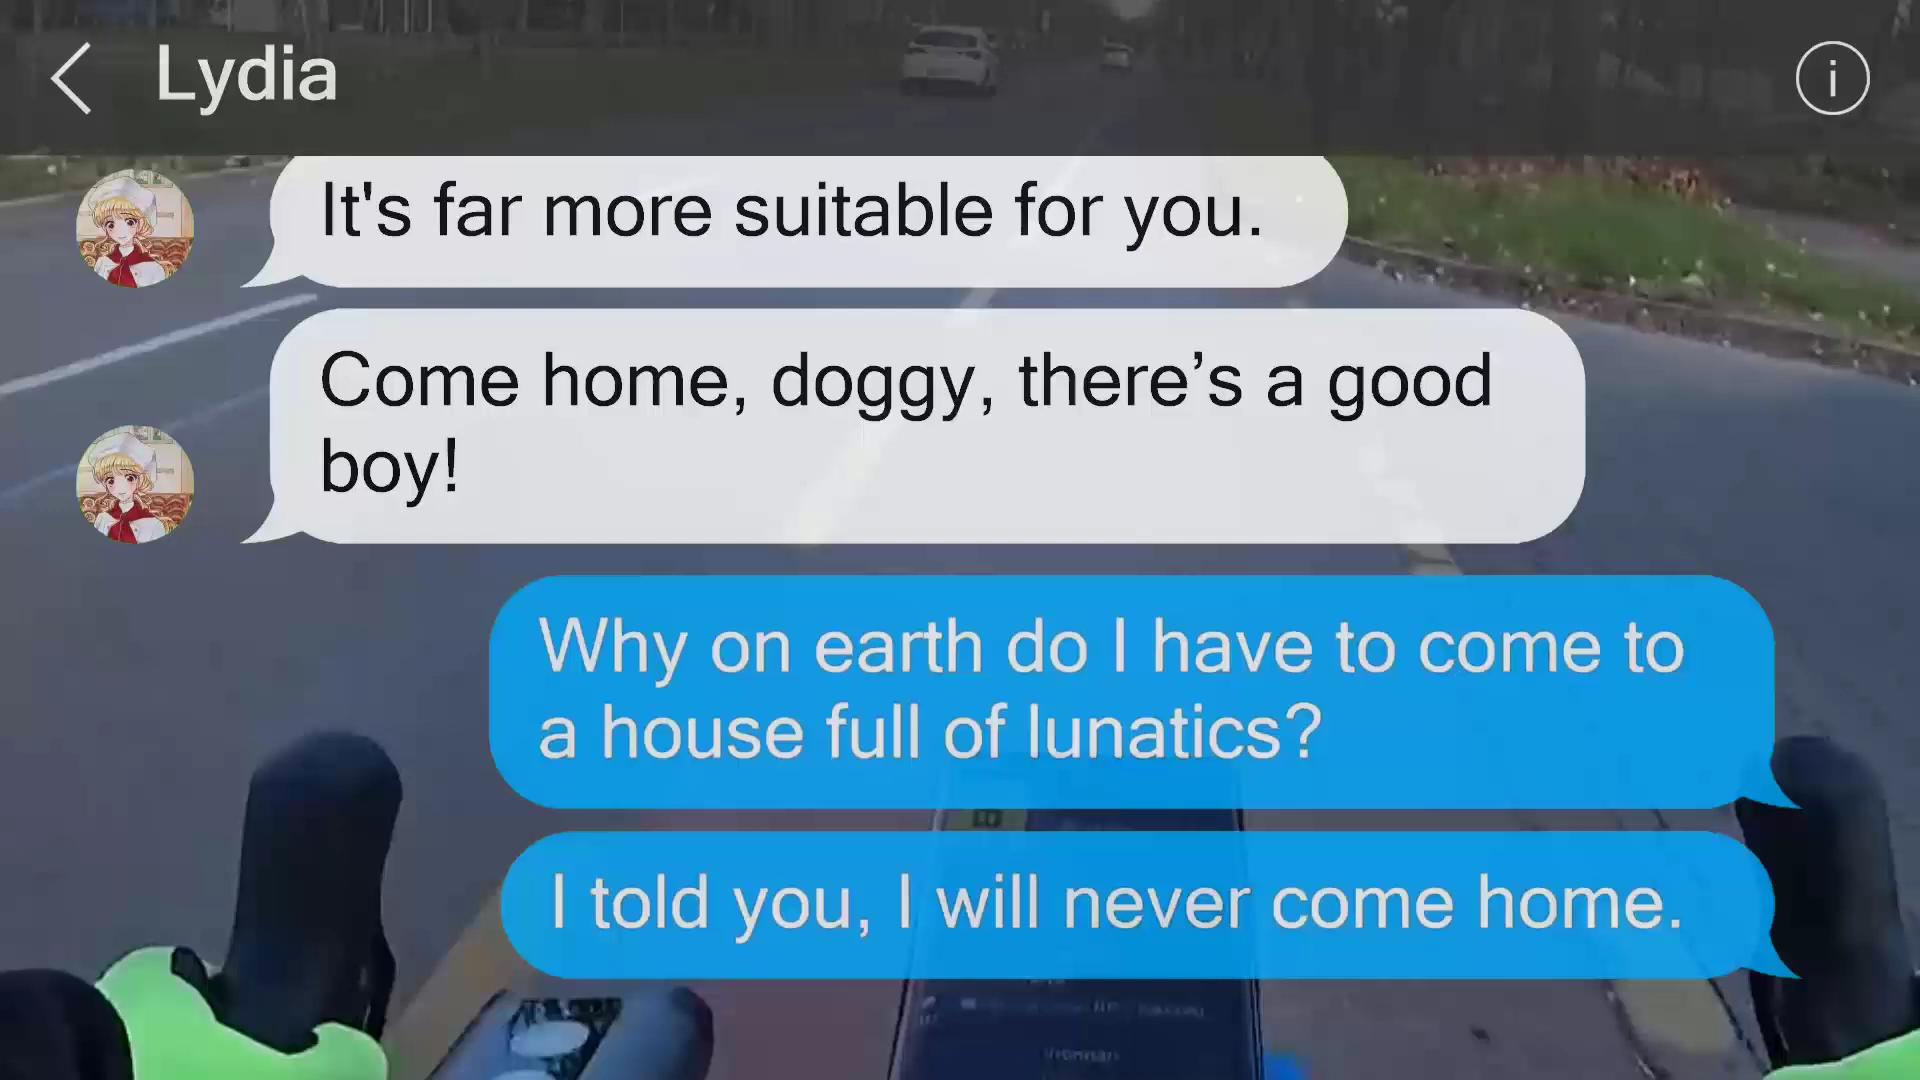 Lydia
It's far more suitable for you.
Come home, doggy, there’s a good
boy!
Why on earth do I have to come to
a house full of lunatics?
I told you, I will never come home.